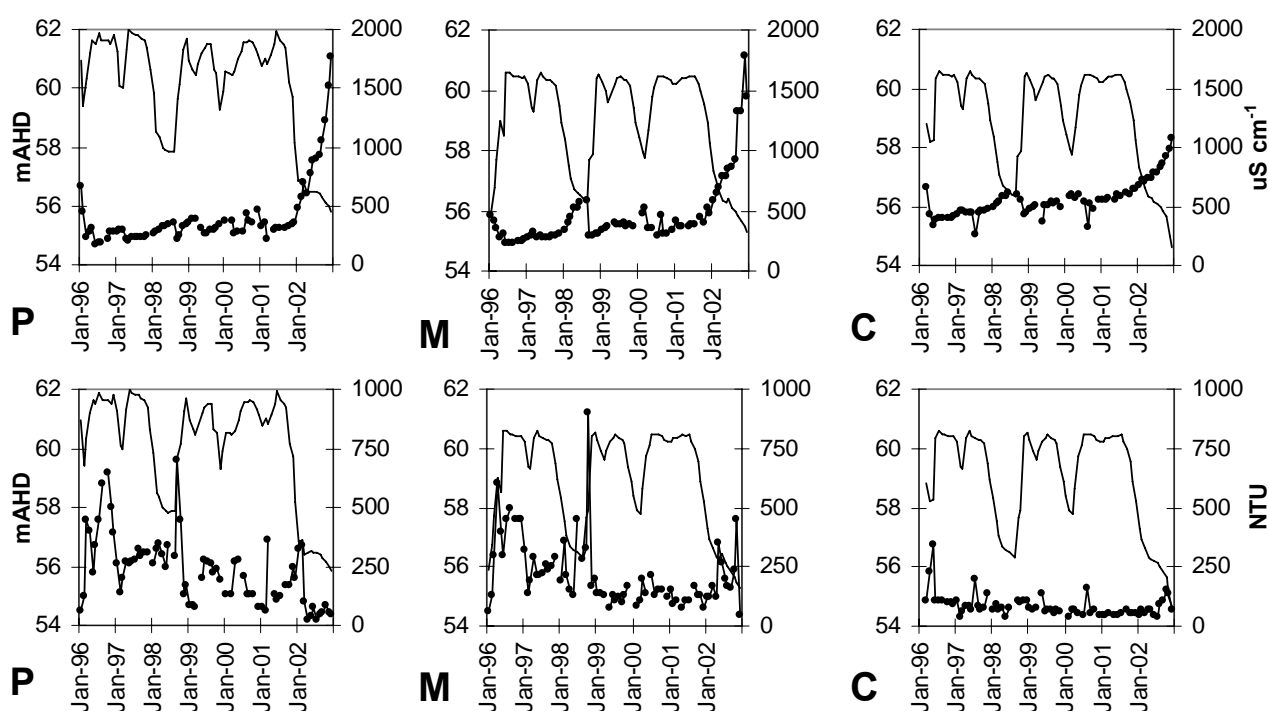 62 2000 62 2000 62 2000
60 1500 60 1500 60 1500
mAHD 58 1000 58 1000 58 1000 uS cm-1
56 500 56 500 56 500
54 0 54 0 54 0
Jan-96 Jan-97 Jan-98 Jan-99 Jan-00 Jan-01 Jan-02 Jan-96 Jan-97 Jan-98 Jan-99 Jan-00 Jan-01 Jan-02 Jan-96 Jan-97 Jan-98 Jan-99 Jan-00 Jan-01 Jan-02
P M C
62 1000 62 1000 62 1000
60 750 60 750 60 750
mAHD 58 500 58 500 58 500 NTU
56 250 56 250 56 250
54 0 54 0 54 0
Jan-96 Jan-97 Jan-98 Jan-99 Jan-00 Jan-01 Jan-02 Jan-96 Jan-97 Jan-98 Jan-99 Jan-00 Jan-01 Jan-02 Jan-96 Jan-97 Jan-98 Jan-99 Jan-00 Jan-01 Jan-02
P M C